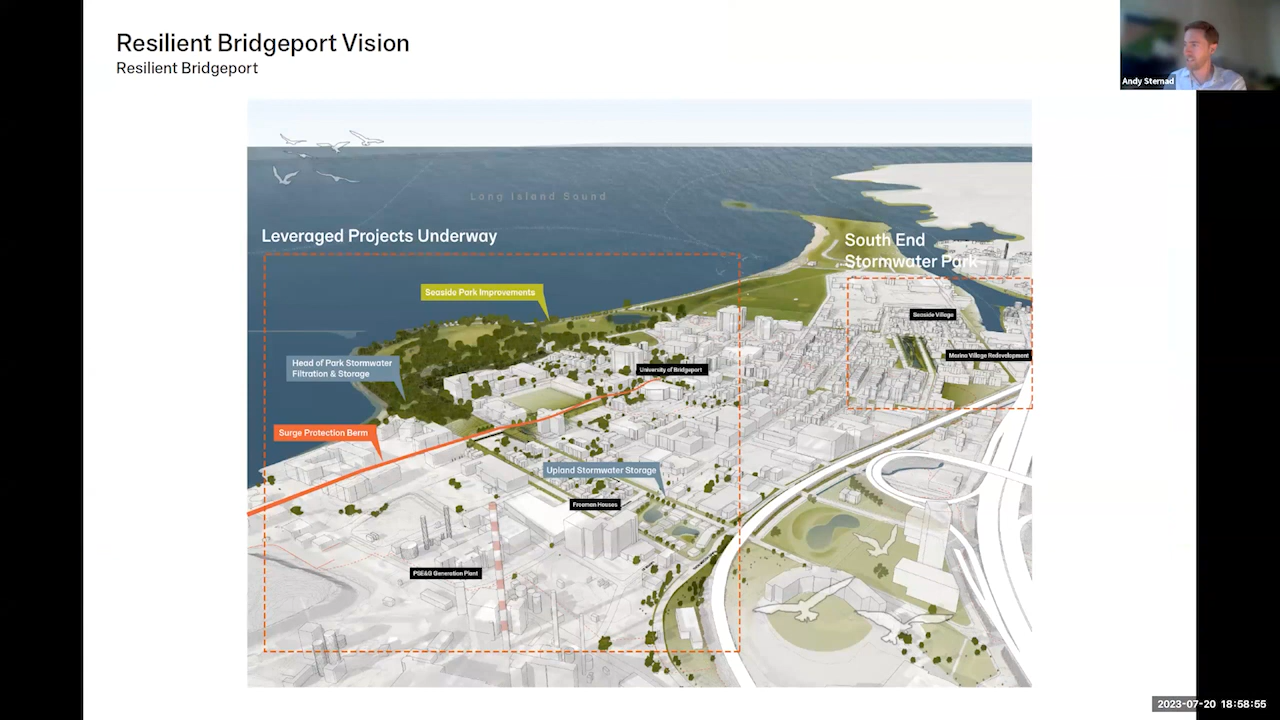 Resilient Bridgeport Vision
Resilient Bridgeport
Andy Sternad
Long Island Sound
Leveraged Projects Underway
South End
Stormwater Park
Seaside Park Improvements
Seaside Village
Marina Village Redevelopment
Head of Park Stormwater
Filtration & Storage
University of Bridgeport
Surge Protection Berm
Upland Stormwater Storage
Freeman Houses
PSE&G Generation Plant
2023-07-20 18:58:55